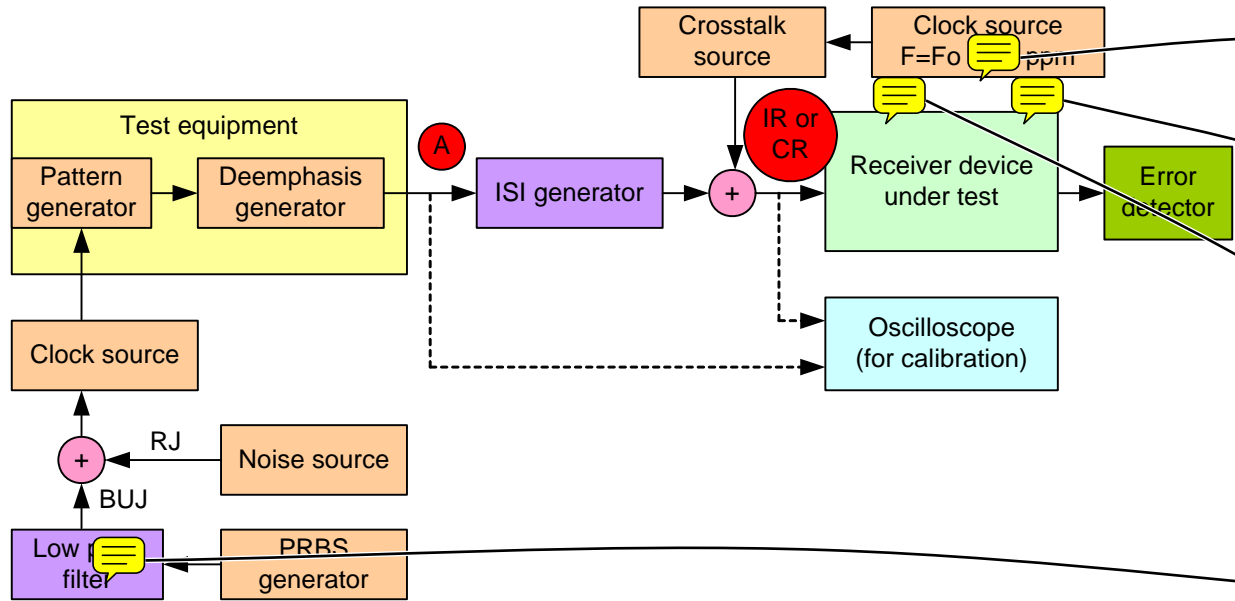 Crosstalk
source
Clock source
F=Fo ppm
Test equipment
A
IR or
CR
Pattern
generator
Deemphasis
generator
ISI generator
+
Receiver device
under test
Error
detector
Clock source
Oscilloscope
(for calibration)
RJ
+
Noise source
BUJ
Low
filter
PRBS
generator